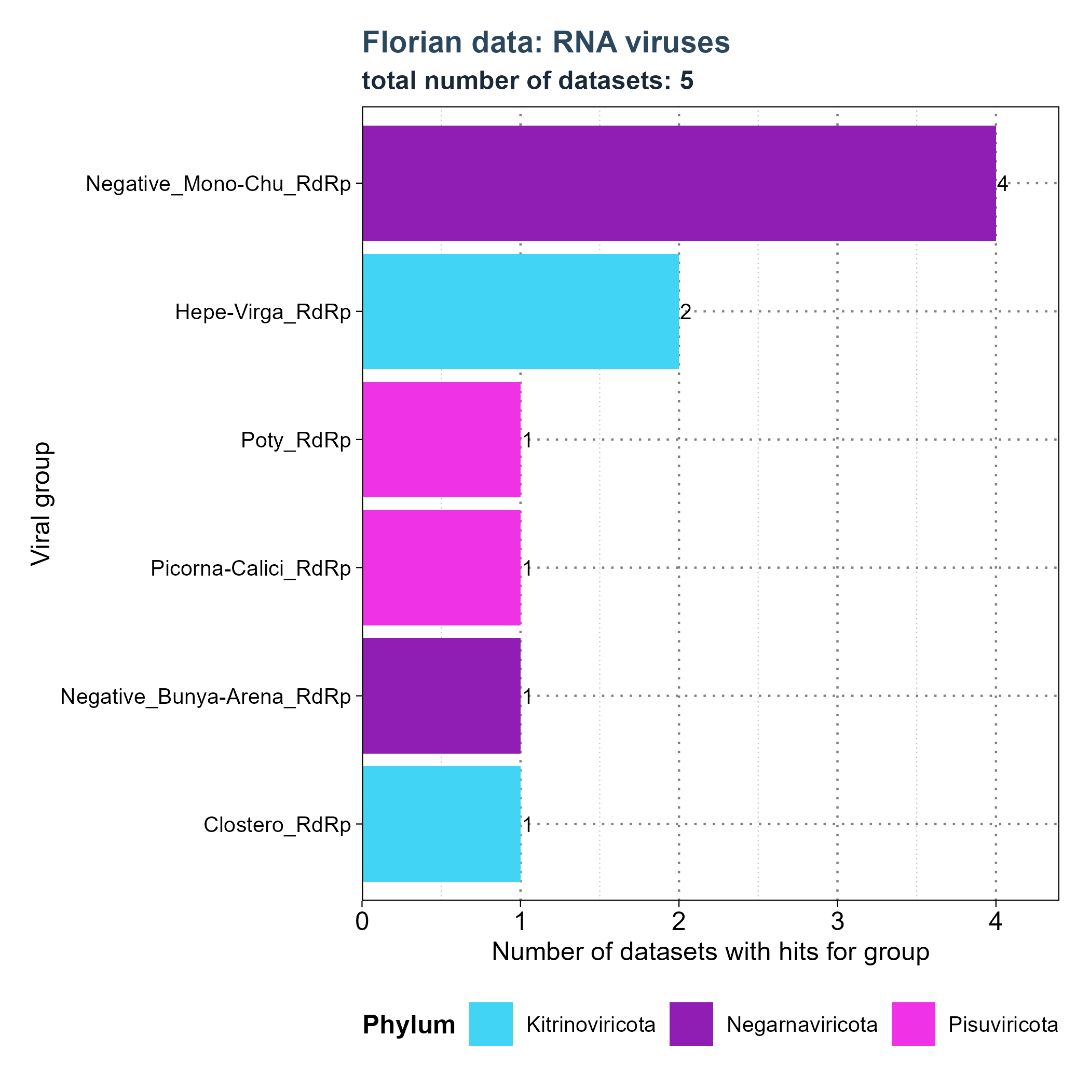 Florian data: RNA viruses
total number of datasets: 5
Viral group
Negative_Mono-Chu_RdRp
4
Hepe-Virga_RdRp
2
Poty_RdRp
1
Picorna-Calici_RdRp
1
Negative_Bunya-Arena_RdRp
1
Clostero_RdRp
1
0 1 2 3 4
Number of datasets with hits for group
Phylum Kitrinoviricota Negarnaviricota Pisuviricota